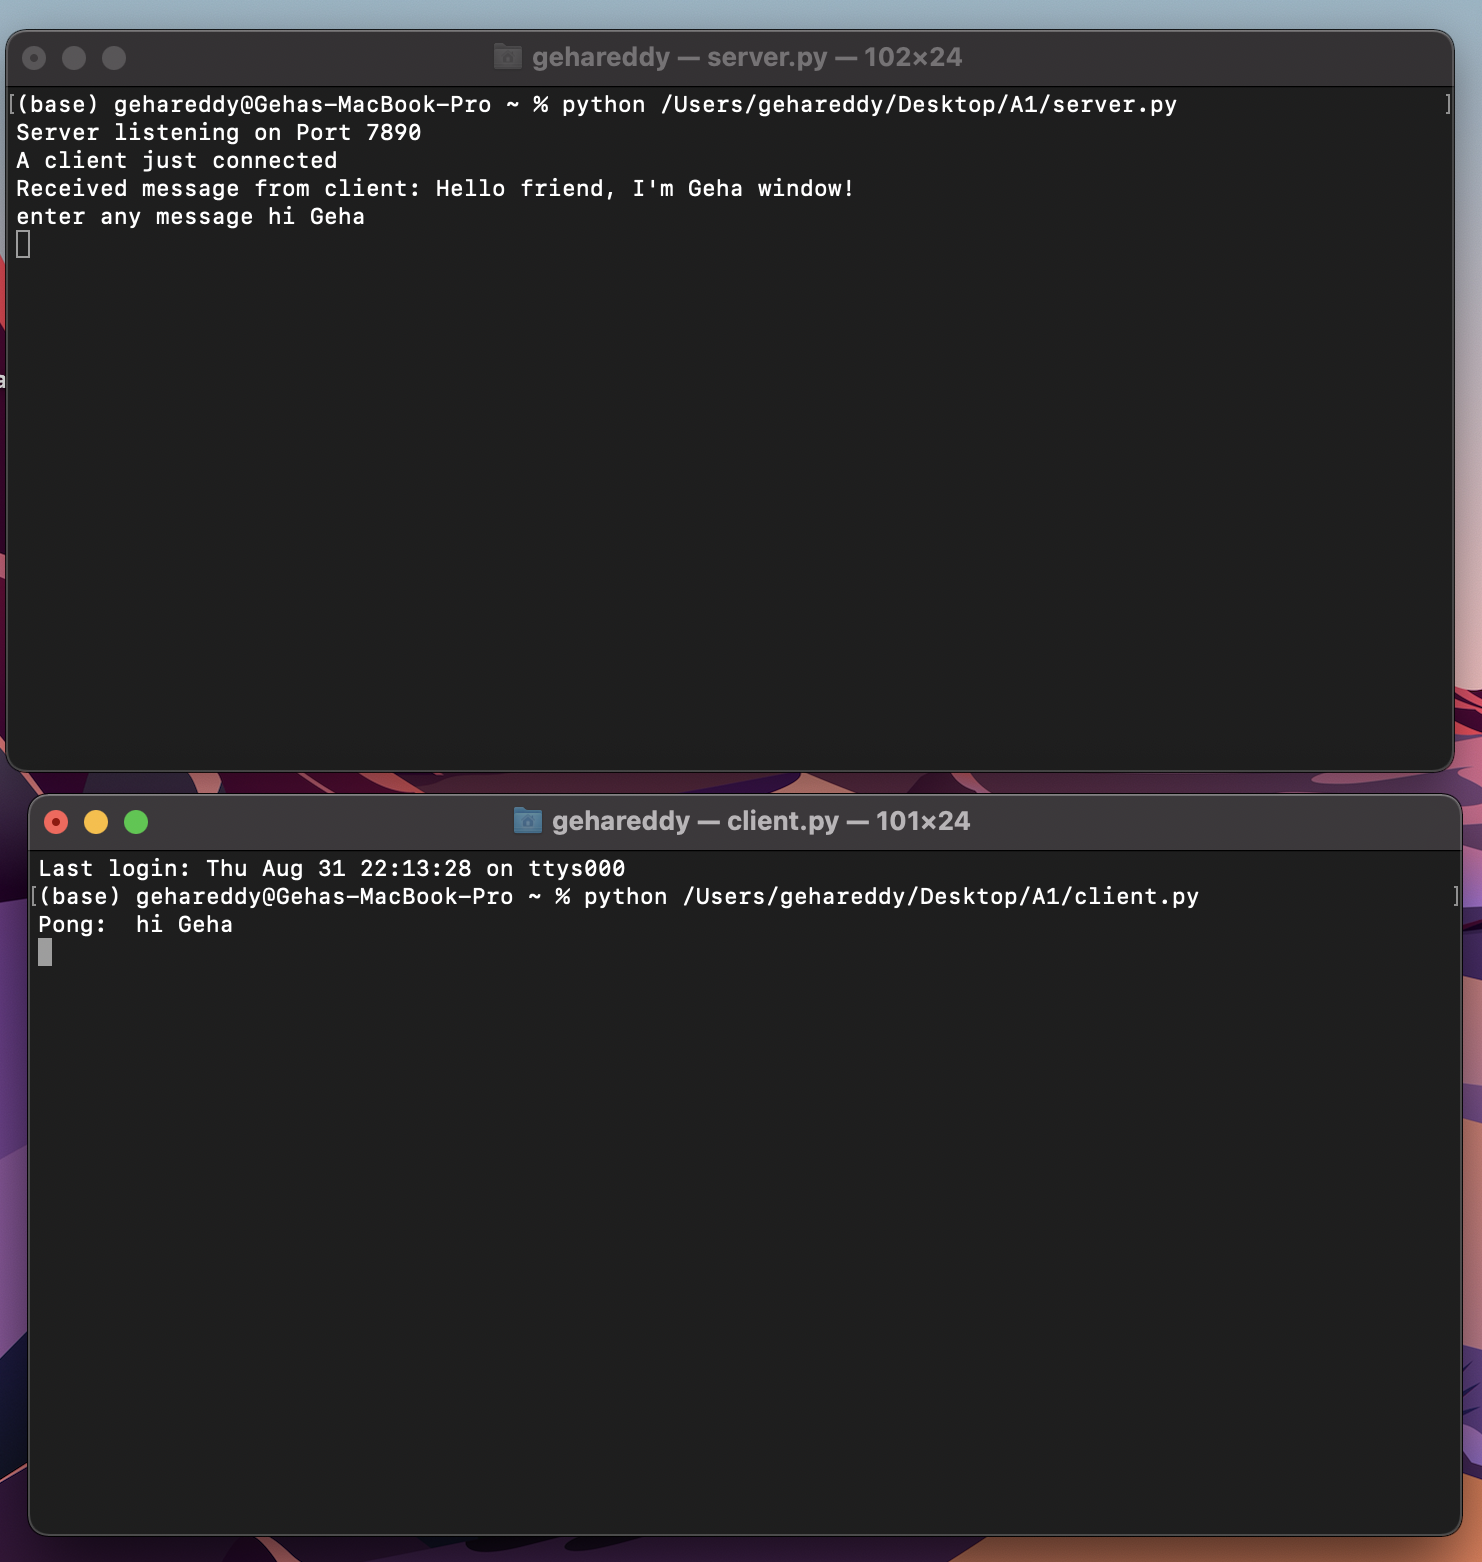 gehareddy — server.py — 102×24
(base) gehareddy@Gehas-MacBook-Pro ~ % python /Users/gehareddy/Desktop/A1/server.py
Server listening on Port 7890
A client just connected
Received message from client: Hello friend, I'm Geha window!
enter any message hi Geha
gehareddy — client.py — 101×24
Last login: Thu Aug 31 22:13:28 on ttys000
(base) gehareddy@Gehas-MacBook-Pro ~ % python /Users/gehareddy/Desktop/A1/client.py
Pong:  hi Geha